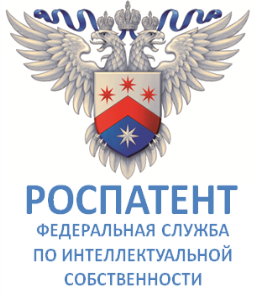 РОСПАТЕНТ
ФЕДЕРАЛЬНАЯ СЛУЖБА
ПО ИНТЕЛЛЕКТУАЛЬНОЙ
СОБСТВЕННОСТИ